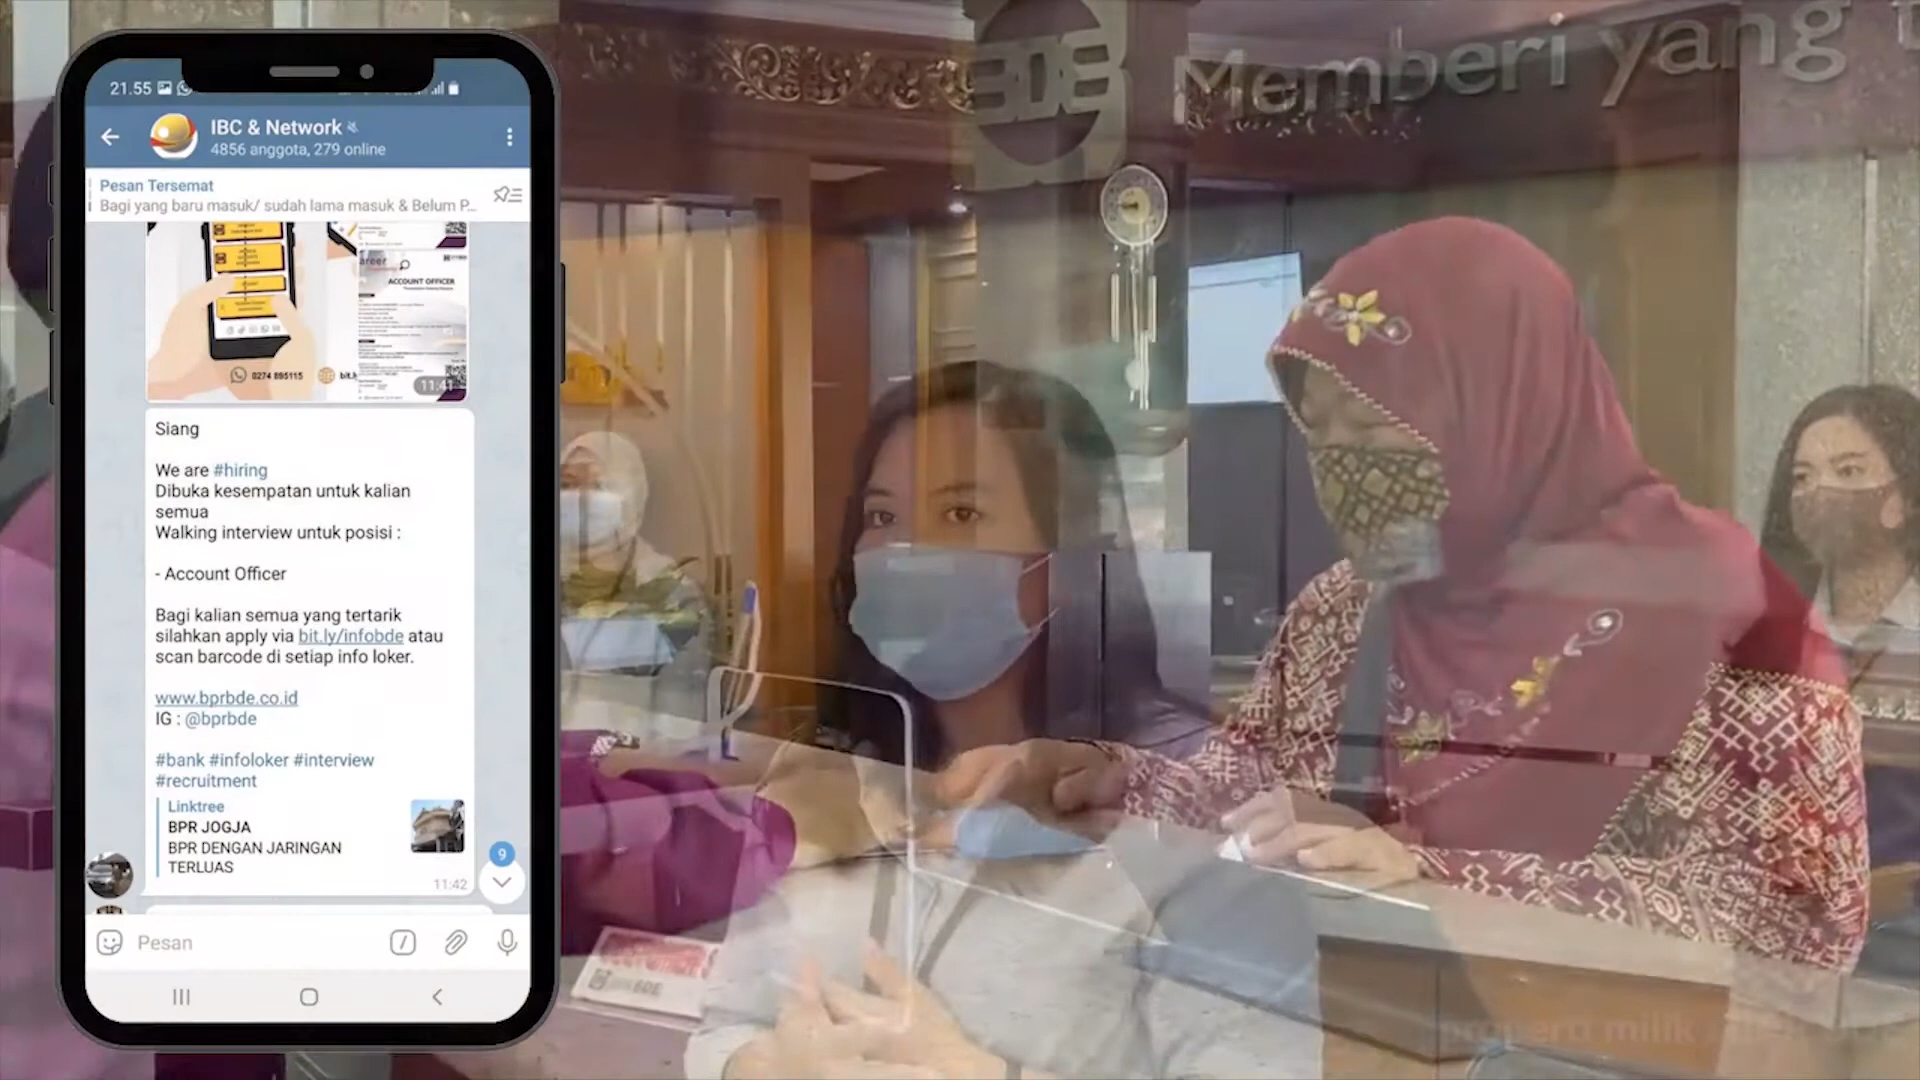 21.55
IBC & Network
4856 anggota, 279 online
Pesan Tersemat
Bagi yang baru masuk/ sudah lama masuk & Belum P...
ACCOUNT OFFICER
0274 895115
bit.
11:41
Siang
We are #hiring
Dibuka kesempatan untuk kalian
semua
Walking interview untuk posisi :
- Account Officer
Bagi kalian semua yang tertarik
silahkan apply via bit.ly/infobde atau
scan barcode di setiap info loker.
www.bprbde.co.id
IG : @bprbde
#bank #infoloker #interview
#recruitment
Linktree
BPR JOGJA
BPR DENGAN JARINGAN
TERLUAS
11:42
9
Pesan
BDE Memberi yang t
BDE
milik